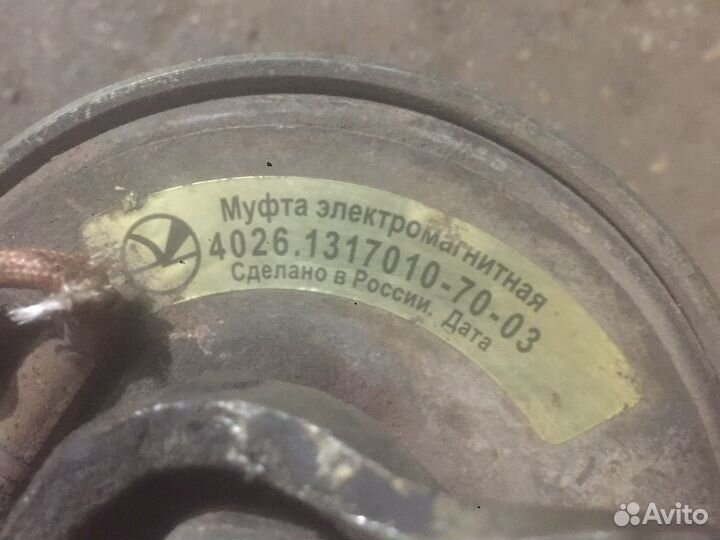 Муфта электромагнитная
4026.1317010-70-03
Сделано в России. Дата
Avito